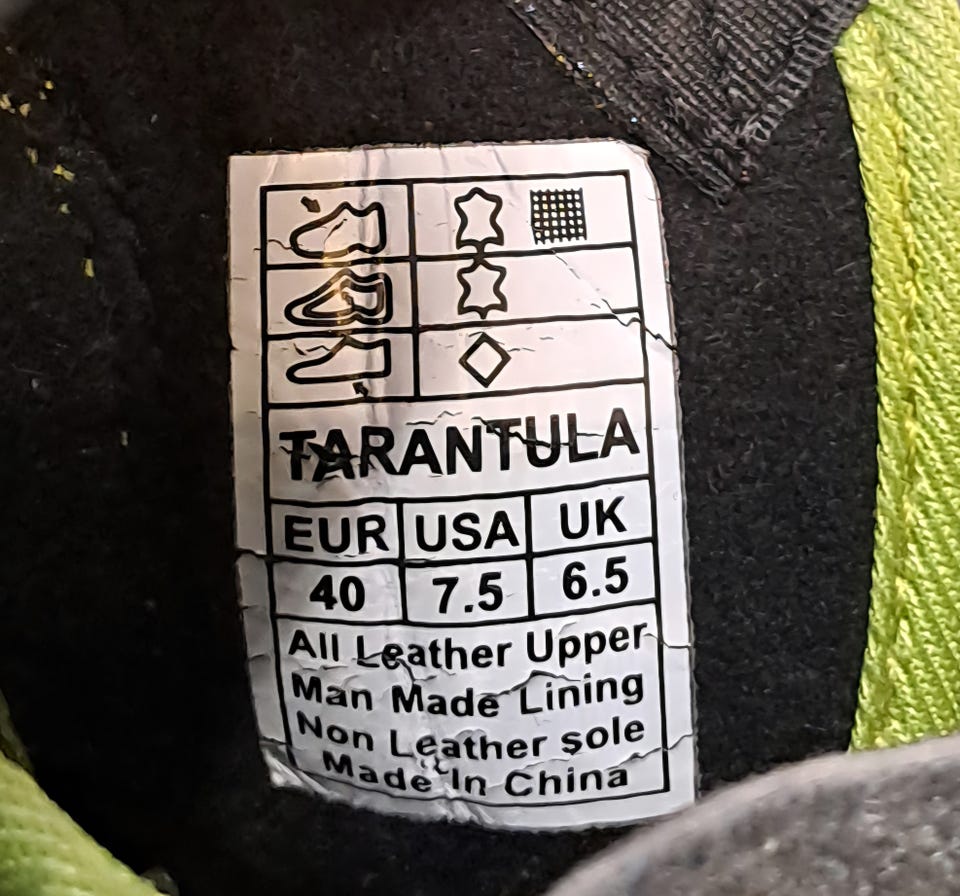 TARANTULA
EUR USA UK
40 7.5 6.5
All Leather Upper
Man Made Lining
Non Leather sole
Made In China